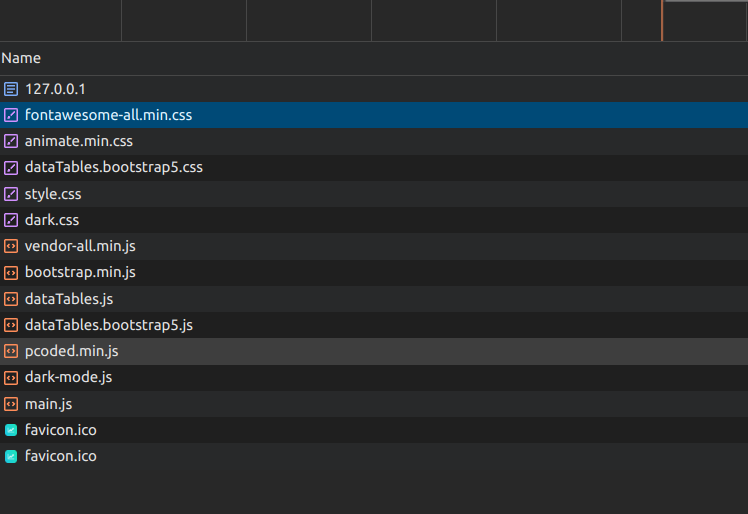 Name
127.0.0.1
fontawesome-all.min.css
animate.min.css
dataTables.bootstrap5.css
style.css
dark.css
vendor-all.min.js
bootstrap.min.js
dataTables.js
dataTables.bootstrap5.js
pcoded.min.js
dark-mode.js
main.js
favicon.ico
favicon.ico